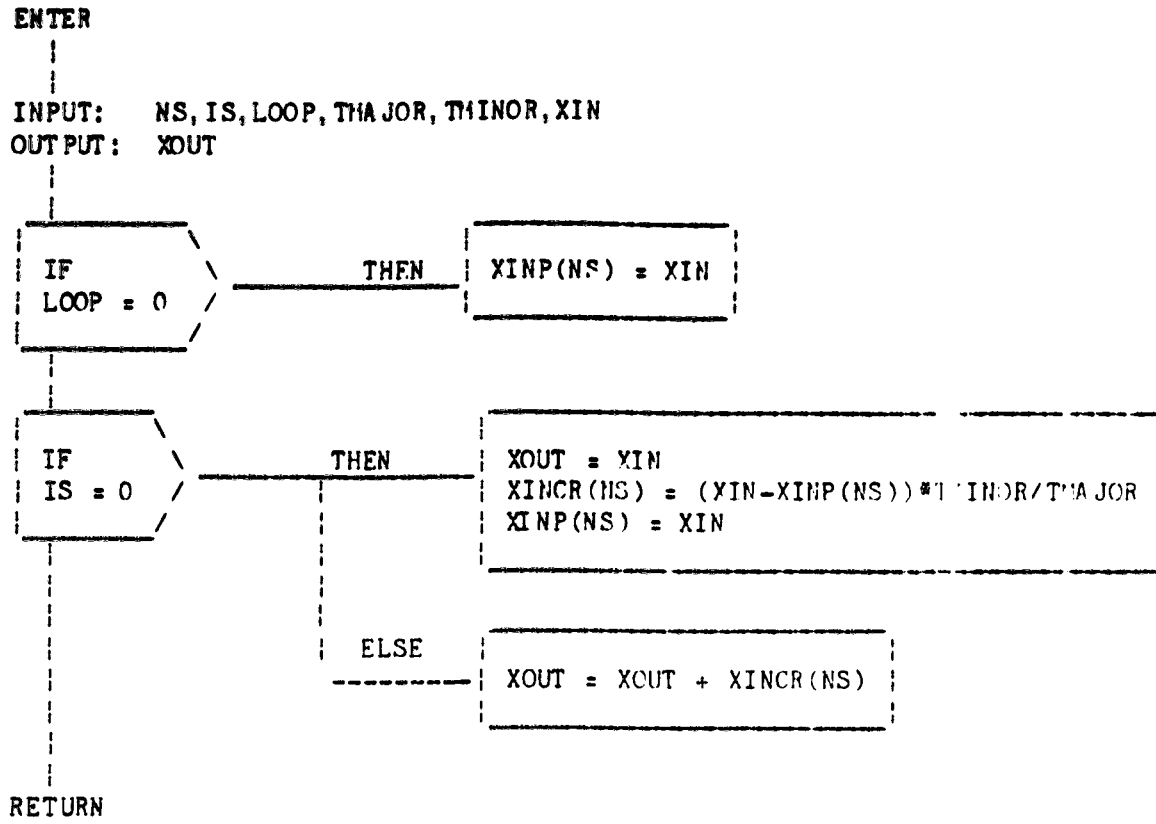 ENTER
INPUT: NS, IS, LOOP, TMAJOR, TMINOR, XIN
OUTPUT: XOUT
IF
LOOP = 0
THEN
XINP(NS) = XIN
IF
IS = 0
THEN
XOUT = XIN
XINCR(NS) = (XIN-XINP(NS))*TMINOR/TMAJOR
XINP(NS) = XIN
ELSE
XOUT = XOUT + XINCR(NS)
RETURN